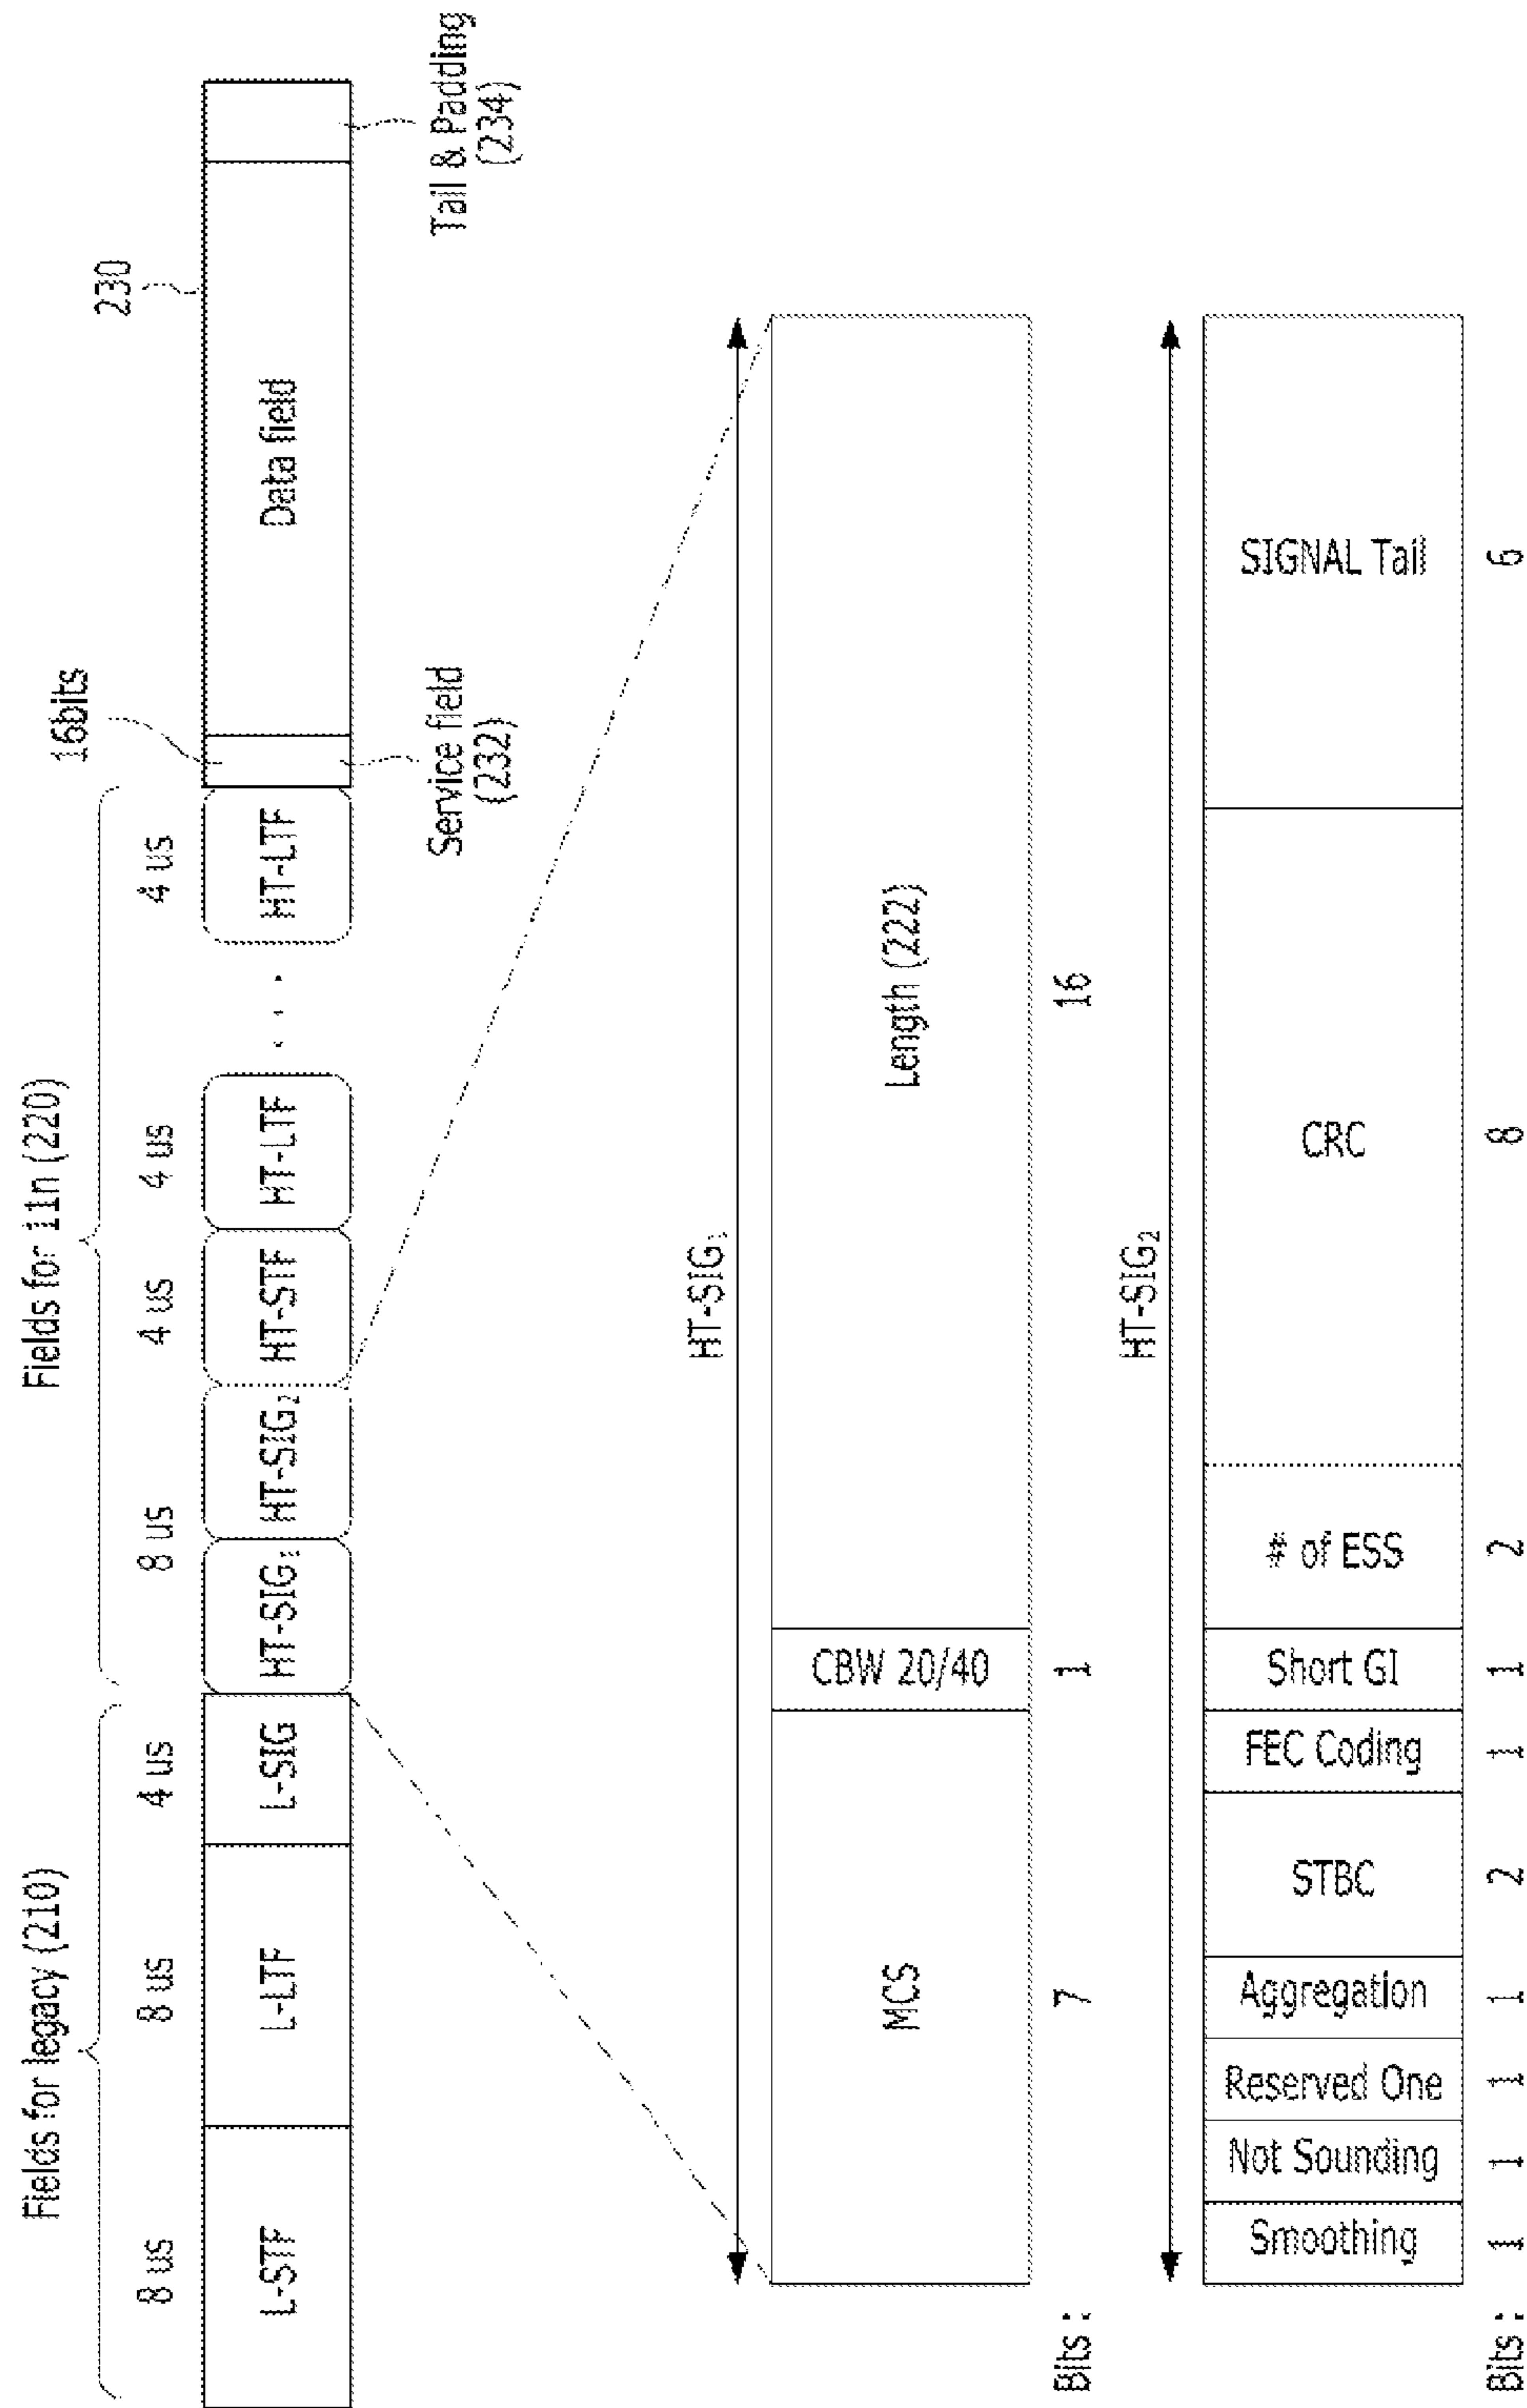 Fields for legacy (210)
Fields for 11n (220)
8 us
8 us
4 us
8 us
4 us
4 us
4 us
16bits
230
L-STF
L-LTF
L-SIG
HT-SIG₁
HT-SIG₂
HT-STF
HT-LTF
. . .
HT-LTF
Data field
Service field
(232)
Tail & Padding
(234)
HT-SIG₁
MCS
CBW 20/40
Length (222)
Bits :
7
1
16
HT-SIG₂
Smoothing
Not Sounding
Reserved One
Aggregation
STBC
FEC Coding
Short GI
# of ESS
CRC
SIGNAL Tail
Bits :
1
1
1
1
2
1
1
2
8
6